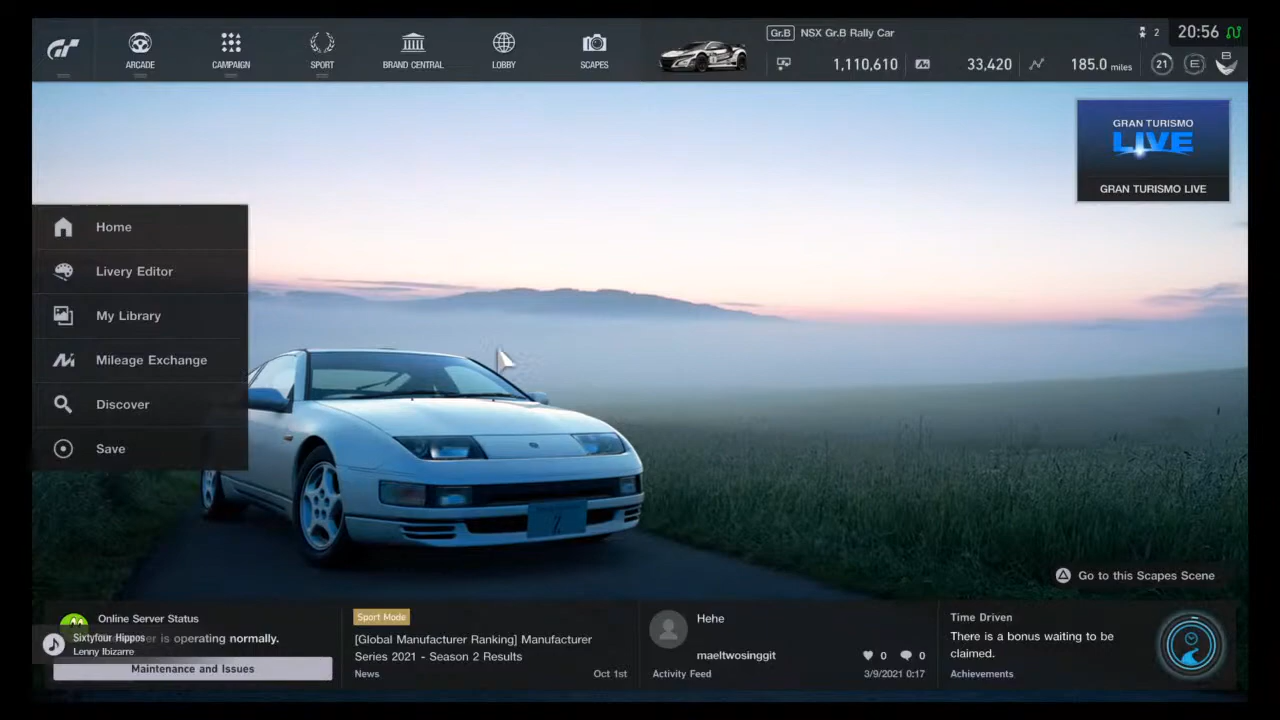 GT
ARCADE
CAMPAIGN
SPORT
BRAND CENTRAL
LOBBY
SCAPES
Gr.B NSX Gr.B Rally Car
1,110,610
33,420
185.0 miles
2
20:56
21
E
B
GRAN TURISMO
LIVE
GRAN TURISMO LIVE
Home
Livery Editor
My Library
Mileage Exchange
Discover
Save
Go to this Scapes Scene
Online Server Status
is operating normally.
Sixtyfour Hippos
Lenny Ibizarre
Maintenance and Issues
Sport Mode
[Global Manufacturer Ranking] Manufacturer
Series 2021 - Season 2 Results
News
Oct 1st
Hehe
maeltwosinggit
0
0
Activity Feed
3/9/2021 0:17
Time Driven
There is a bonus waiting to be
claimed.
Achievements